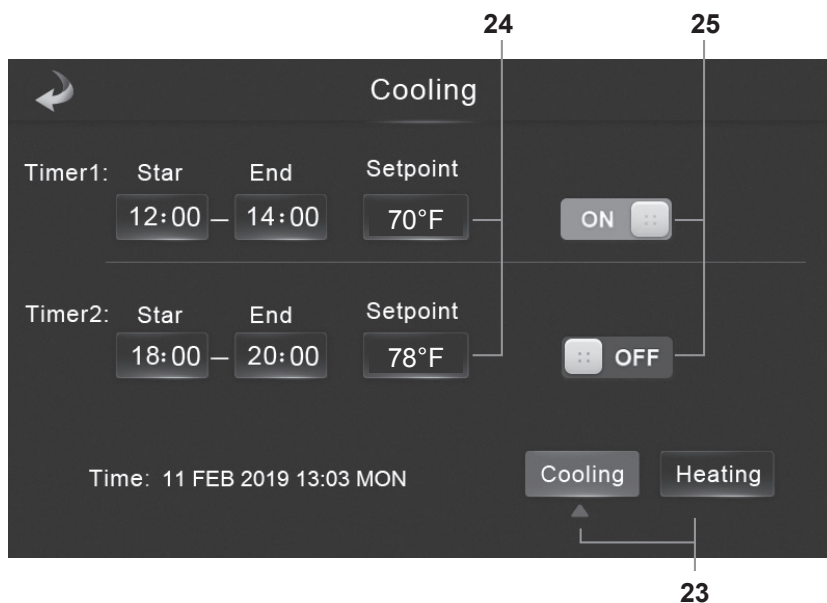 24 25
Cooling
Timer1: Star End Setpoint
12:00 – 14:00 70°F ON
Timer2: Star End Setpoint
18:00 – 20:00 78°F OFF
Time: 11 FEB 2019 13:03 MON Cooling Heating
23